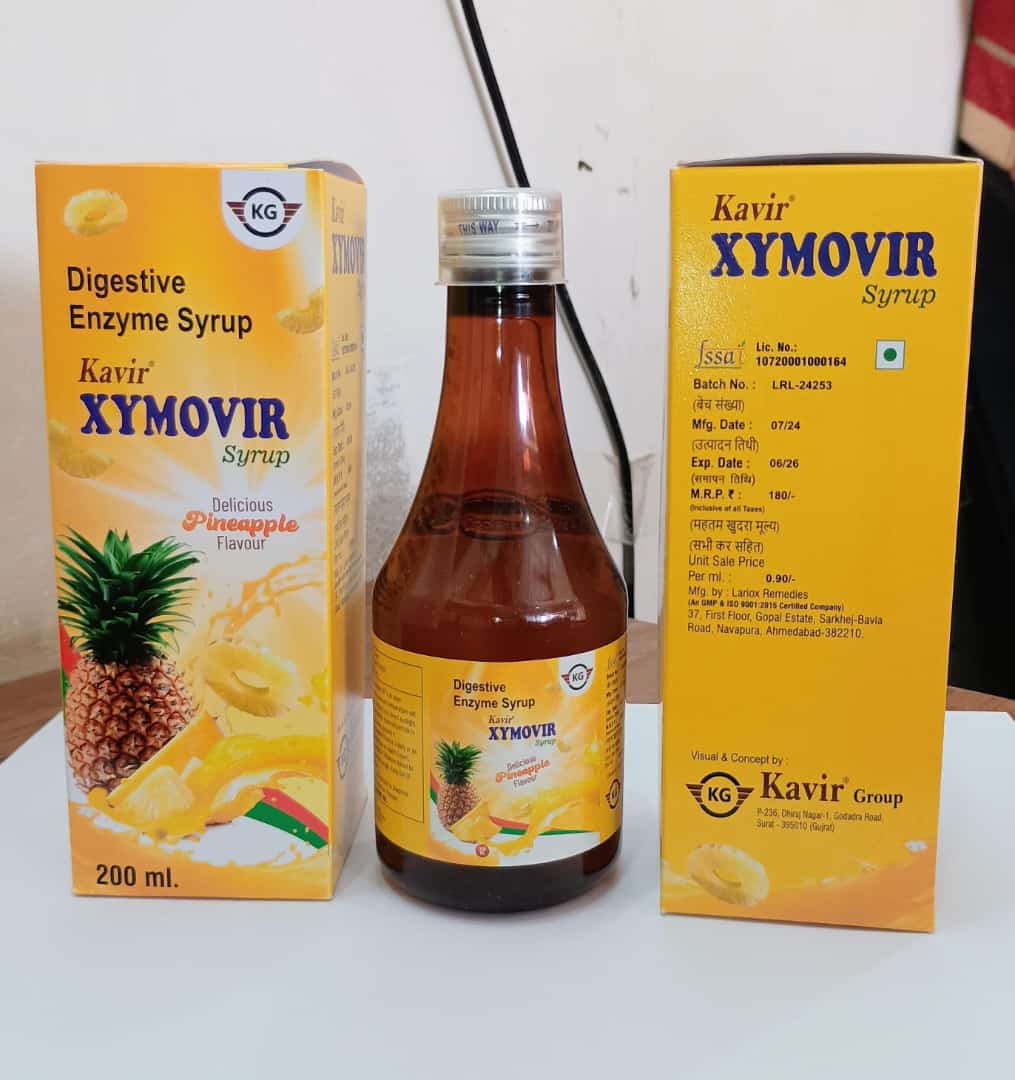 KG
Digestive
Enzyme Syrup
Kavir®
XYMOVIR
Syrup
Delicious
Pineapple
Flavour
200 ml.
Kavir
XYMOVIR
THIS WAY
KG
Digestive
Enzyme Syrup
Kavir®
XYMOVIR
Syrup
Delicious
Pineapple
Flavour
KG
Kavir®
XYMOVIR
Syrup
fssai
Lic. No.:
10720001000164
Batch No. : LRL-24253
(बेच संख्या)
Mfg. Date : 07/24
(उत्पादन तिथी)
Exp. Date : 06/26
(समापन तिथि)
M.R.P. ₹ : 180/-
(Inclusive of all Taxes)
(महतम खुदरा मूल्य)
(सभी कर सहित)
Unit Sale Price
Per ml. : 0.90/-
Mfg. by : Lariox Remedies
(An GMP & ISO 9001:2915 Certified Company)
37, First Floor, Gopal Estate, Sarkhej-Bavla
Road, Navapura, Ahmedabad-382210.
Visual & Concept by :
KG Kavir® Group
P-236, Dhiraj Nagar-1, Godadra Road,
Surat - 395010 (Gujrat)